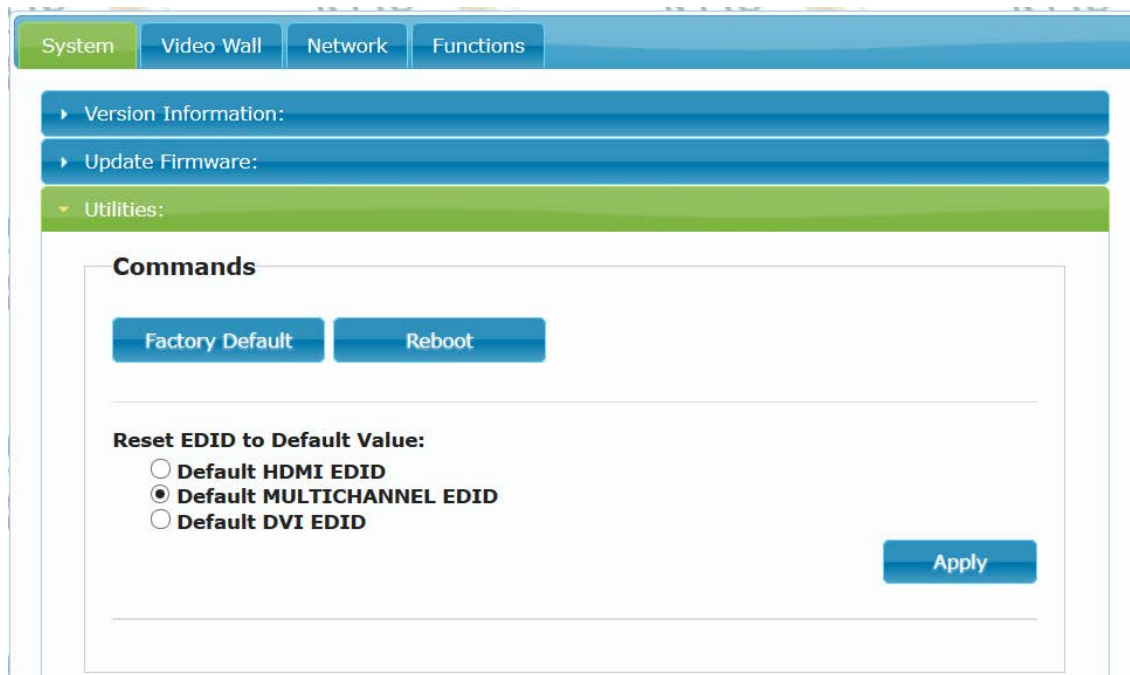 System
Video Wall
Network
Functions
Version Information:
Update Firmware:
Utilities:
Commands
Factory Default
Reboot
Reset EDID to Default Value:
Default HDMI EDID
Default MULTICHANNEL EDID
Default DVI EDID
Apply